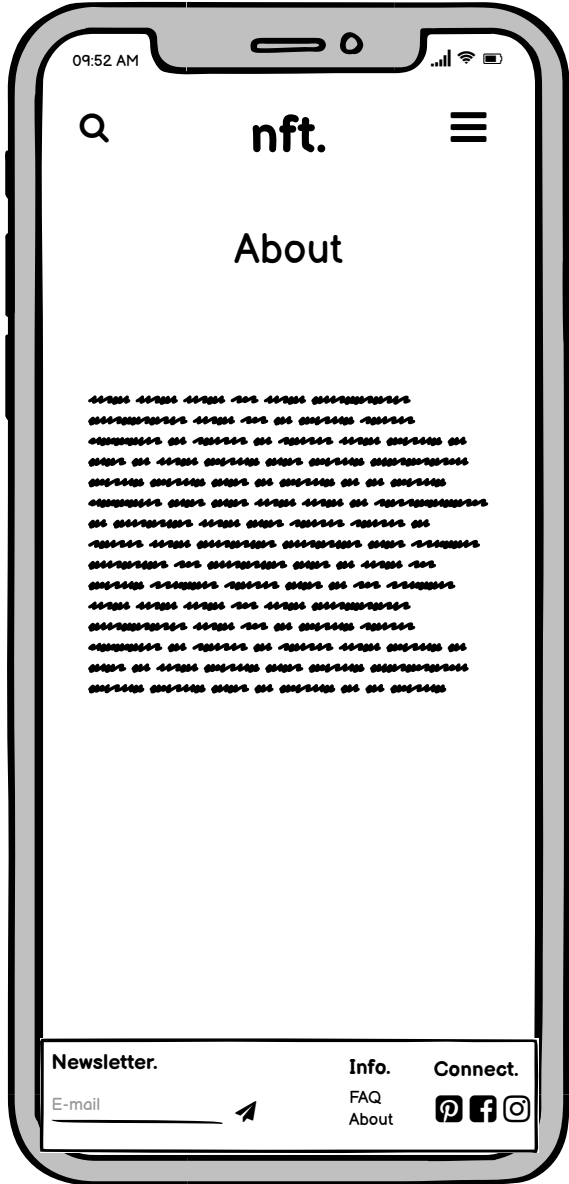 09:52 AM
nft.
About
Newsletter.
E-mail
Info.
FAQ
About
Connect.